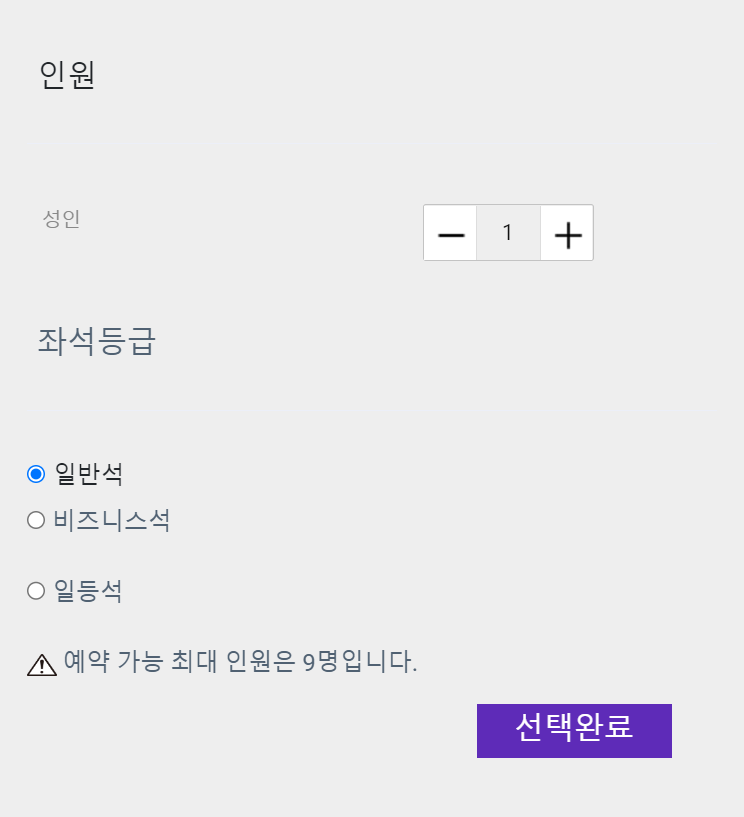 인원
성인
1
좌석등급
일반석
비즈니스석
일등석
예약 가능 최대 인원은 9명입니다.
선택완료